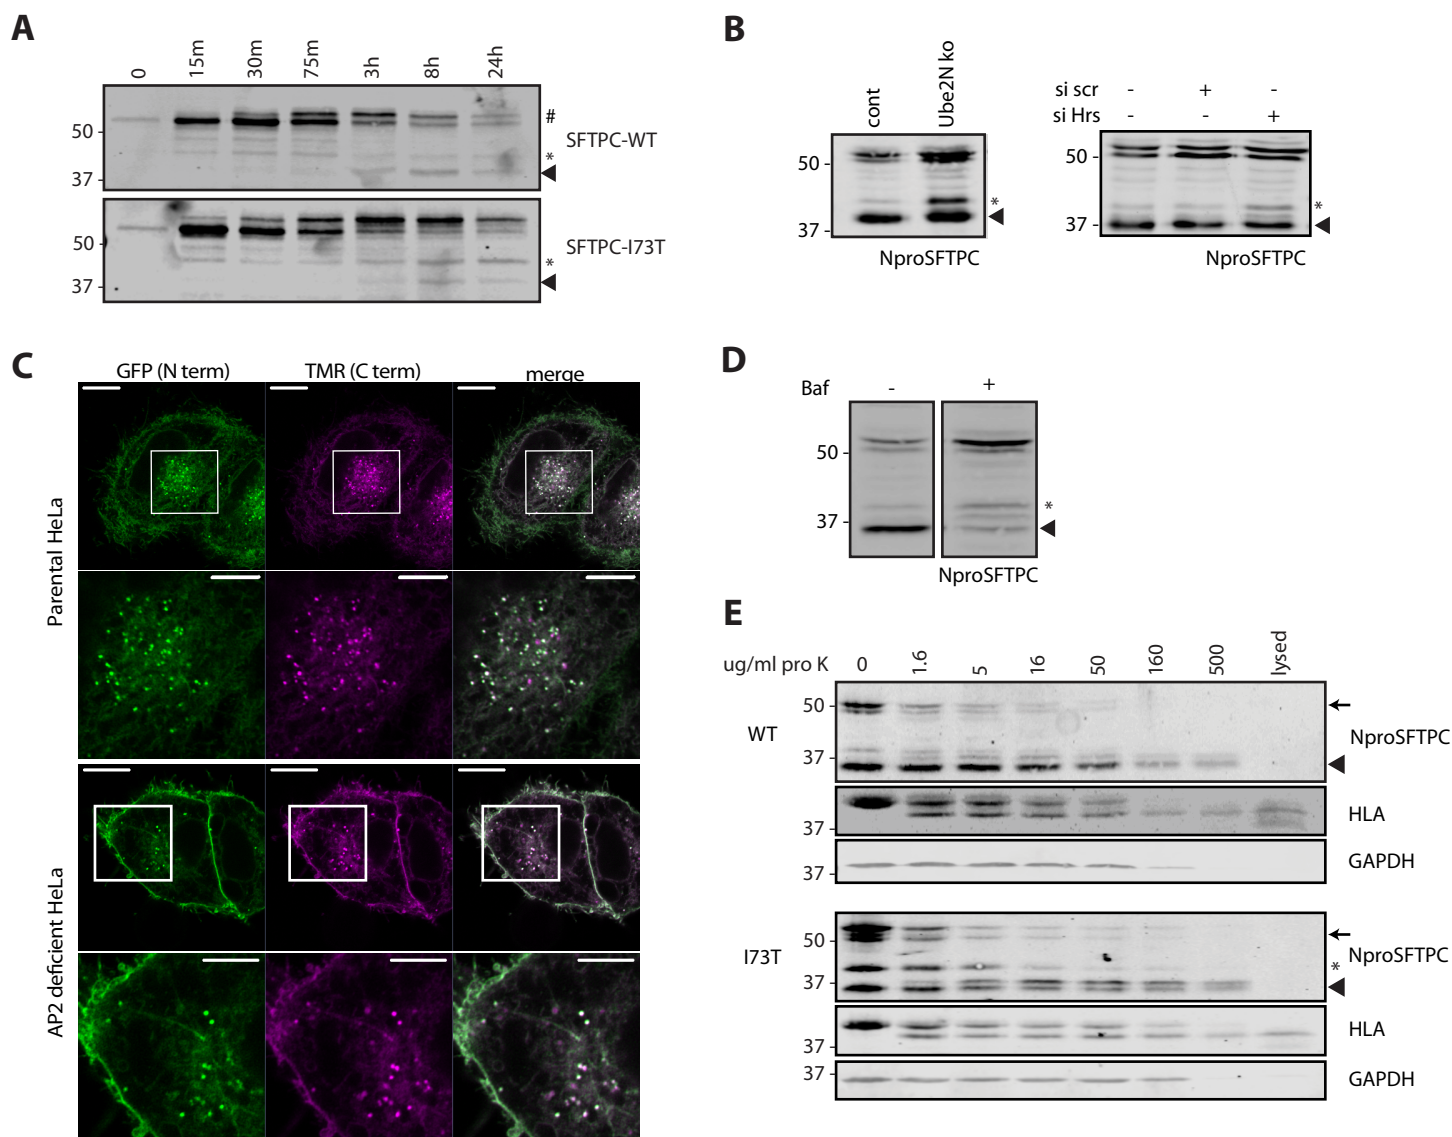 A
0 15m 30m 75m 3h 8h 24h
50 -
37 -
#
*
SFTPC-WT
50 -
37 -
*
SFTPC-I73T
B
cont Ube2N ko
50 -
37 -
*
NproSFTPC
si scr - + -
si Hrs - - +
50 -
37 -
*
NproSFTPC
C
GFP (N term) TMR (C term) merge
Parental HeLa
AP2 deficient HeLa
D
Baf - +
50 -
37 -
*
NproSFTPC
E
ug/ml pro K 0 1.6 5 16 50 160 500 lysed
WT
50 -
37 -
NproSFTPC
37 -
HLA
37 -
GAPDH
I73T
50 -
37 -
NproSFTPC
*
37 -
HLA
37 -
GAPDH